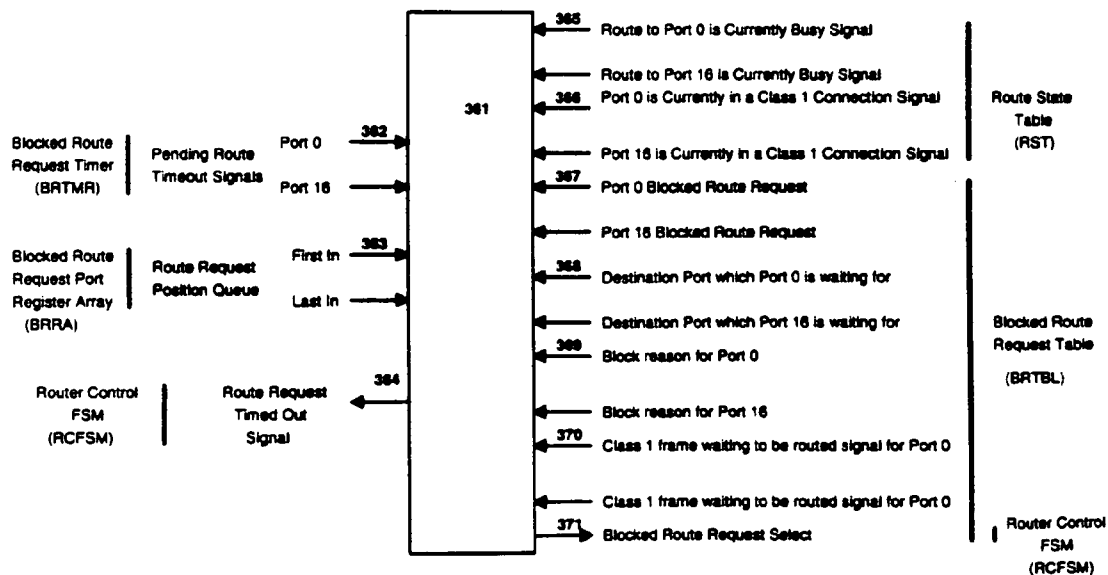 365
Route to Port 0 is Currently Busy Signal
Route to Port 16 is Currently Busy Signal
361
366
Port 0 is Currently in a Class 1 Connection Signal
Route State
Table
(RST)
Blocked Route
Request Timer
(BRTMR)
Pending Route
Timeout Signals
Port 0
362
Port 16 is Currently in a Class 1 Connection Signal
Port 16
367
Port 0 Blocked Route Request
Port 16 Blocked Route Request
Blocked Route
Request Port
Register Array
(BRRA)
Route Request
Position Queue
First In
363
Last In
368
Destination Port which Port 0 is waiting for
Destination Port which Port 16 is waiting for
369
Block reason for Port 0
Blocked Route
Request Table
(BRTBL)
Router Control
FSM
(RCFSM)
Route Request
Timed Out
Signal
364
Block reason for Port 16
370
Class 1 frame waiting to be routed signal for Port 0
Class 1 frame waiting to be routed signal for Port 0
371
Blocked Route Request Select
Router Control
FSM
(RCFSM)